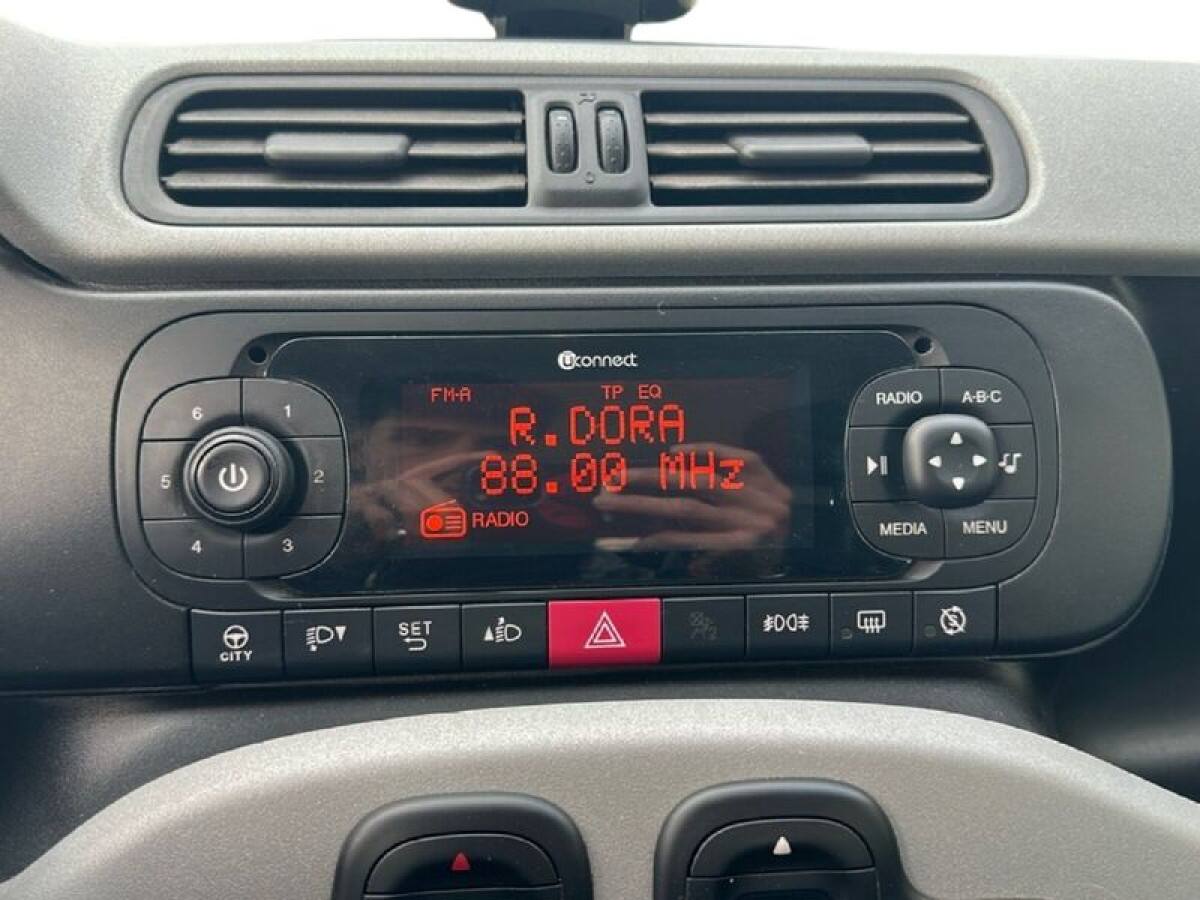 uconnect
FM-A TP EQ
R.DORA
88.00 MHz
RADIO
6 1
5 2
4 3
RADIO A·B·C
MEDIA MENU
CITY
SET